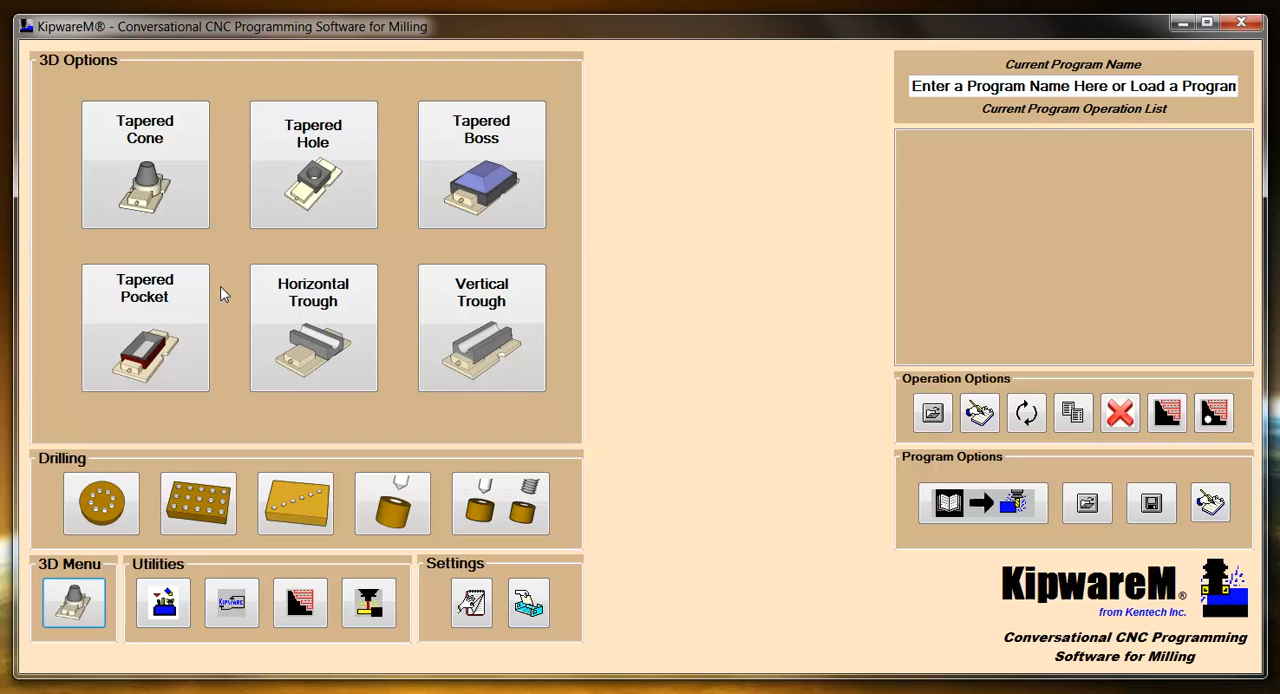 KipwareM® - Conversational CNC Programming Software for Milling
3D Options
Tapered
Cone
Tapered
Hole
Tapered
Boss
Tapered
Pocket
Horizontal
Trough
Vertical
Trough
Drilling
3D Menu
Utilities
KIPWARE
Settings
Current Program Name
Enter a Program Name Here or Load a Program
Current Program Operation List
Operation Options
Program Options
KipwareM®
from Kentech Inc.
Conversational CNC Programming
Software for Milling